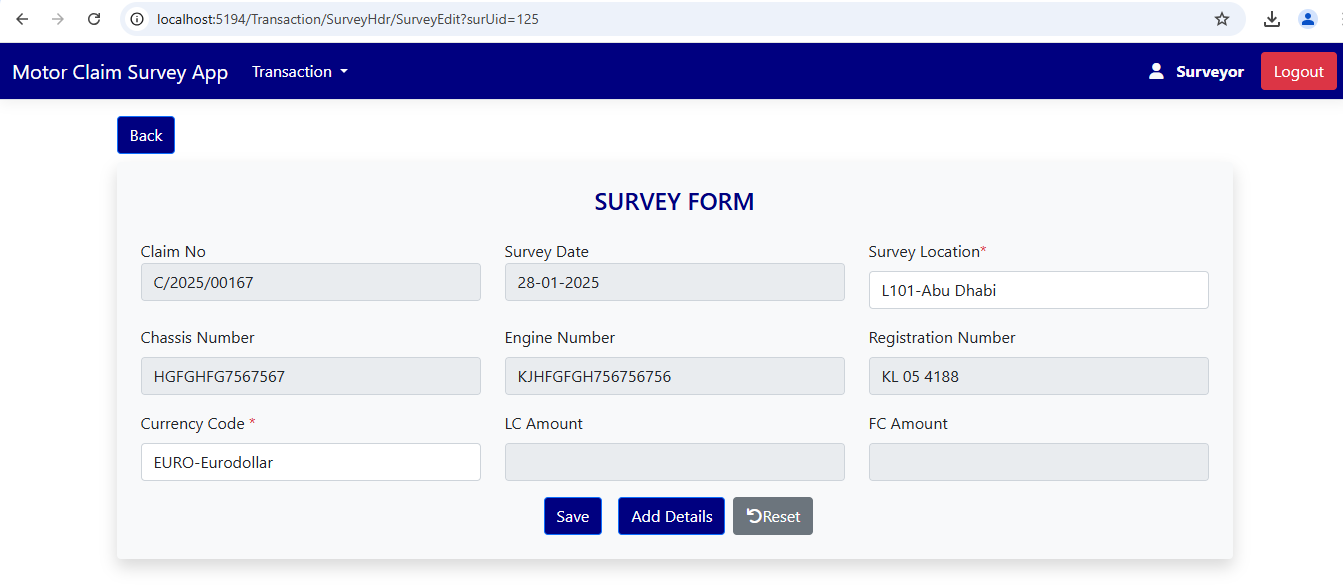 localhost:5194/Transaction/SurveyHdr/SurveyEdit?surUid=125
Motor Claim Survey App Transaction Surveyor Logout
Back
SURVEY FORM
Claim No Survey Date Survey Location*
C/2025/00167 28-01-2025 L101-Abu Dhabi
Chassis Number Engine Number Registration Number
HGFGHFG7567567 KJHFGFGH756756756 KL 05 4188
Currency Code * LC Amount FC Amount
EURO-Eurodollar
Save Add Details Reset